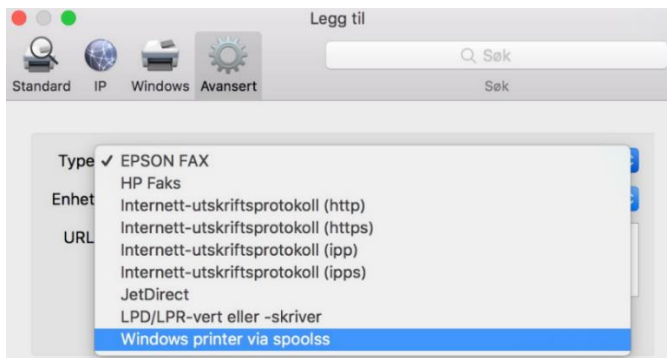 Legg til
Standard IP Windows Avansert
Søk
Søk
Type ✓ EPSON FAX
HP Faks
Enhet
Internett-utskriftsprotokoll (http)
Internett-utskriftsprotokoll (https)
URL
Internett-utskriftsprotokoll (ipp)
Internett-utskriftsprotokoll (ipps)
JetDirect
LPD/LPR-vert eller -skriver
Windows printer via spoolss